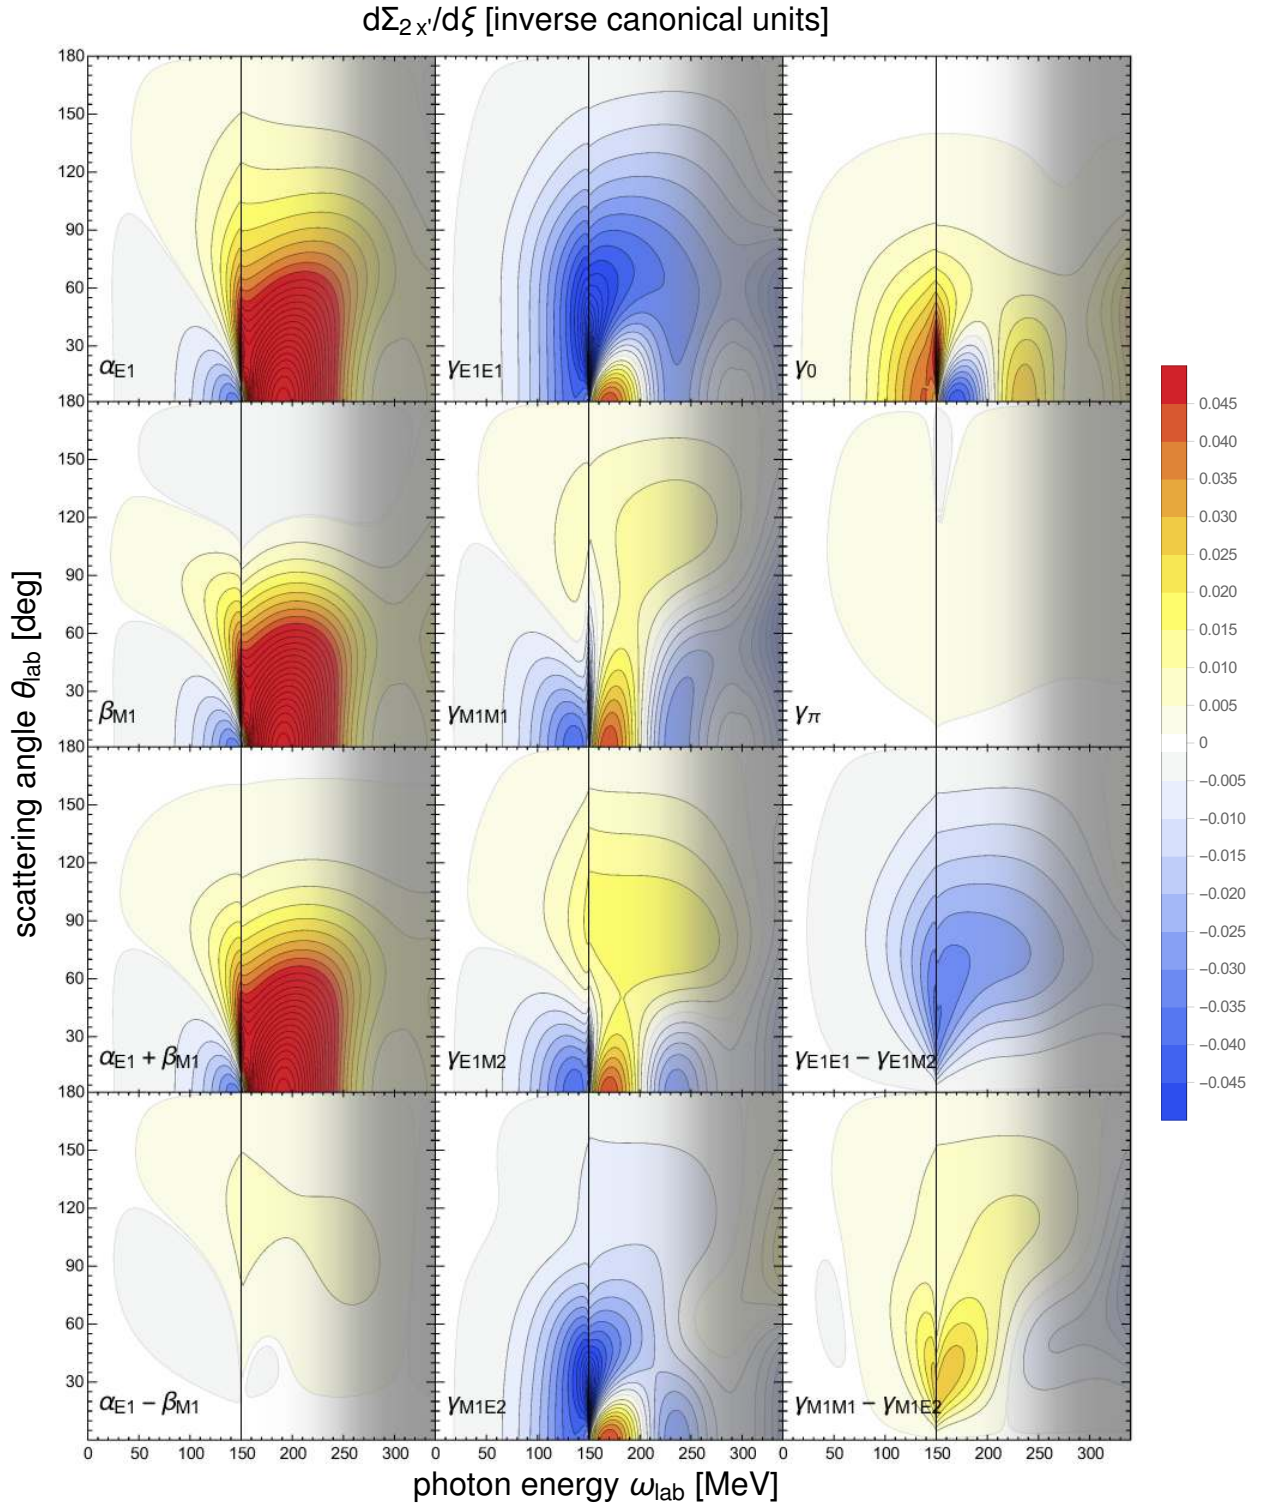 dΣ₂ₓ'/dξ [inverse canonical units]
180
150
120
90
60
30
αE1
γE1E1
γ0
180
150
120
90
60
30
βM1
γM1M1
γπ
180
150
120
90
60
30
αE1 + βM1
γE1M2
γE1E1 − γE1M2
180
150
120
90
60
30
αE1 − βM1
γM1E2
γM1M1 − γM1E2
0 50 100 150 200 250 300 0 50 100 150 200 250 300 0 50 100 150 200 250 300
scattering angle θlab [deg]
photon energy ωlab [MeV]
0.045
0.040
0.035
0.030
0.025
0.020
0.015
0.010
0.005
0
−0.005
−0.010
−0.015
−0.020
−0.025
−0.030
−0.035
−0.040
−0.045